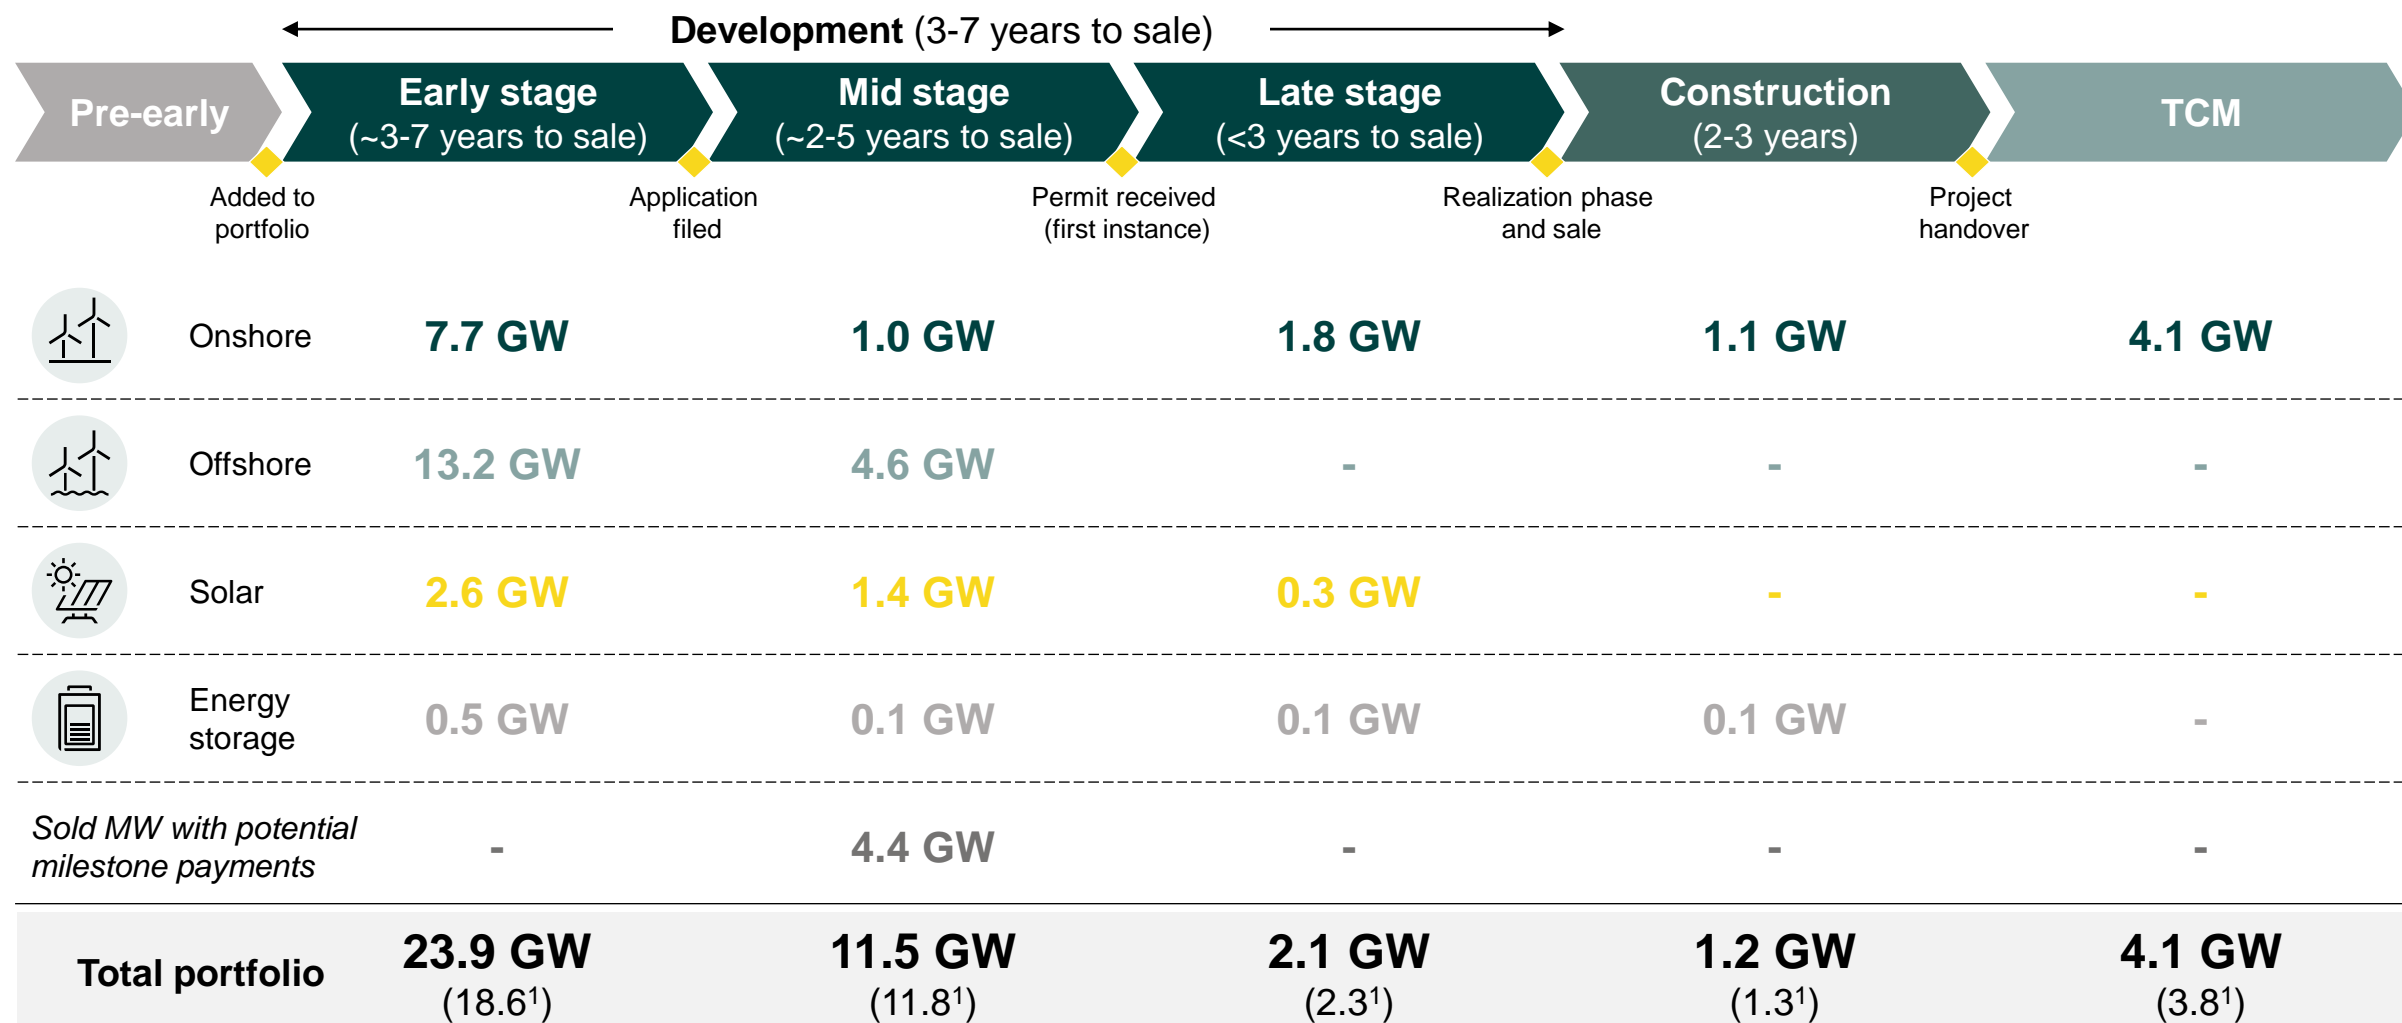 Development (3-7 years to sale)
Pre-early
Early stage
(~3-7 years to sale)
Mid stage
(~2-5 years to sale)
Late stage
(<3 years to sale)
Construction
(2-3 years)
TCM
Added to
portfolio
Application
filed
Permit received
(first instance)
Realization phase
and sale
Project
handover
Onshore 7.7 GW 1.0 GW 1.8 GW 1.1 GW 4.1 GW
Offshore 13.2 GW 4.6 GW - - -
Solar 2.6 GW 1.4 GW 0.3 GW - -
Energy
storage
0.5 GW 0.1 GW 0.1 GW 0.1 GW -
Sold MW with potential
milestone payments
- 4.4 GW - - -
Total portfolio
23.9 GW 11.5 GW 2.1 GW 1.2 GW 4.1 GW
(18.6¹) (11.8¹) (2.3¹) (1.3¹) (3.8¹)